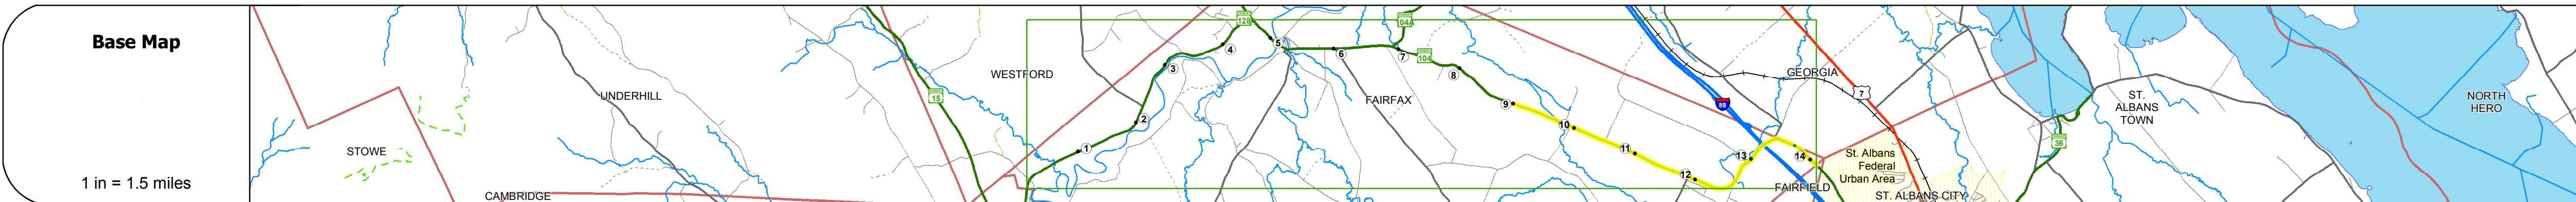 Base Map
1 in = 1.5 miles
STOWE
UNDERHILL
CAMBRIDGE
15
WESTFORD
1
2
3
4
128
5
6
7
04A
104
8
FAIRFAX
9
10
11
12
13
14
89
GEORGIA
7
FAIRFIELD
St. Albans
Federal
Urban Area
ST. ALBANS CITY
36
ST.
ALBANS
TOWN
NORTH
HERO